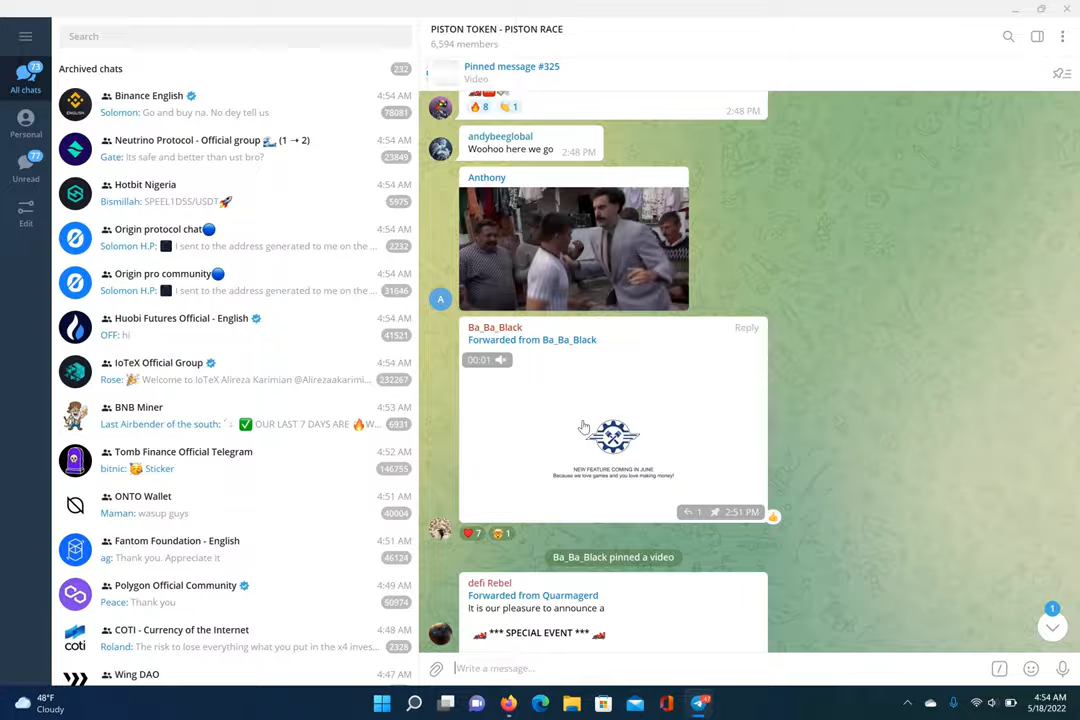 Search
Archived chats
232
73
All chats
Personal
77
Unread
Edit
Binance English
4:54 AM
Solomon: Go and buy na. No dey tell us
78081
Neutrino Protocol - Official group 🌊 (1 → 2)
4:54 AM
Gate: Its safe and better than ust bro?
23849
Hotbit Nigeria
4:54 AM
Bismillah: SPEEL1D5S/USDT🚀
5975
Origin protocol chat🔵
4:54 AM
Solomon H.P: ⬛ I sent to the address generated to me on the ...
2232
Origin pro community🔵
4:54 AM
Solomon H.P: ⬛ I sent to the address generated to me on the ...
31646
Huobi Futures Official - English
4:54 AM
OFF: hi
41521
IoTeX Official Group
4:54 AM
Rose: 🎉 Welcome to IoTeX Alireza Karimian @Alirezaakarimi...
232267
BNB Miner
4:53 AM
Last Airbender of the south: ✅ OUR LAST 7 DAYS ARE 🔥W...
6931
Tomb Finance Official Telegram
4:52 AM
bitnic: 🥳 Sticker
146755
ONTO Wallet
4:51 AM
Maman: wasup guys
40004
Fantom Foundation - English
4:51 AM
ag: Thank you. Appreciate it
46124
Polygon Official Community
4:49 AM
Peace: Thank you
50974
coti
COTI - Currency of the Internet
4:48 AM
Roland: The risk to lose everything what you put in the x4 inves...
2328
Wing DAO
4:47 AM
PISTON TOKEN - PISTON RACE
6,594 members
Pinned message #325
Video
🔥 8 👏 1
2:48 PM
andybeeglobal
Woohoo here we go 2:48 PM
Anthony
A
Ba_Ba_Black
Reply
Forwarded from Ba_Ba_Black
00:01
NEW FEATURE COMING IN JUNE
Because we love games and you love making money!
1 2:51 PM
❤️ 7 🤯 1
Ba_Ba_Black pinned a video
defi Rebel
Forwarded from Quarmagerd
It is our pleasure to announce a
🏎️ *** SPECIAL EVENT *** 🏎️
1
Write a message...
48°F
Cloudy
4:54 AM
5/18/2022